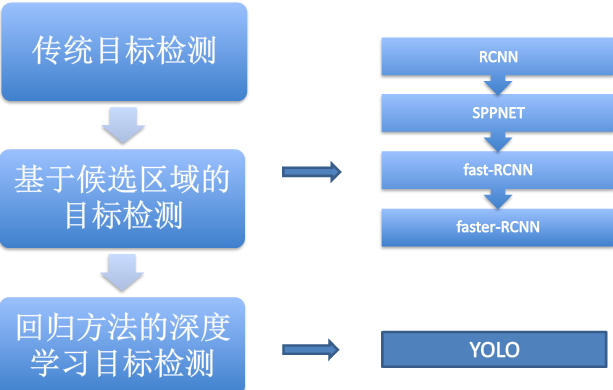 传统目标检测
基于候选区域的
目标检测
回归方法的深度
学习目标检测
RCNN
SPPNET
fast-RCNN
faster-RCNN
YOLO